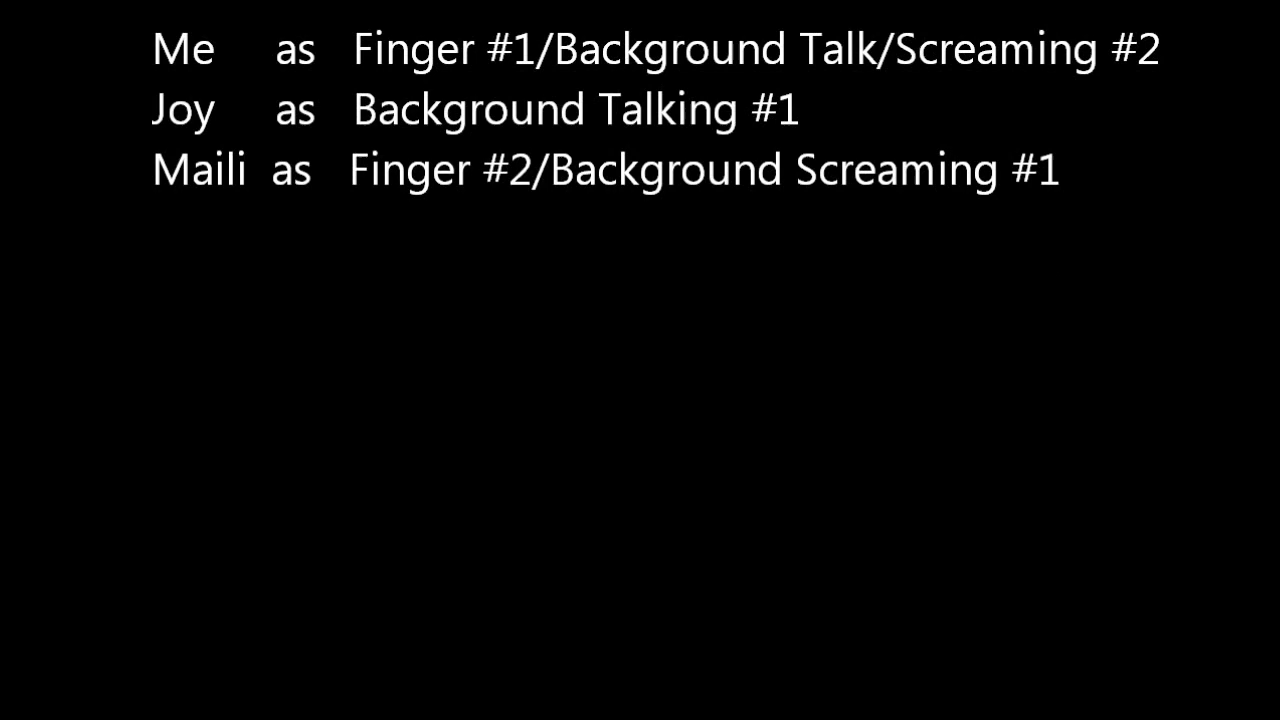 Me as Finger #1/Background Talk/Screaming #2
Joy as Background Talking #1
Maili as Finger #2/Background Screaming #1